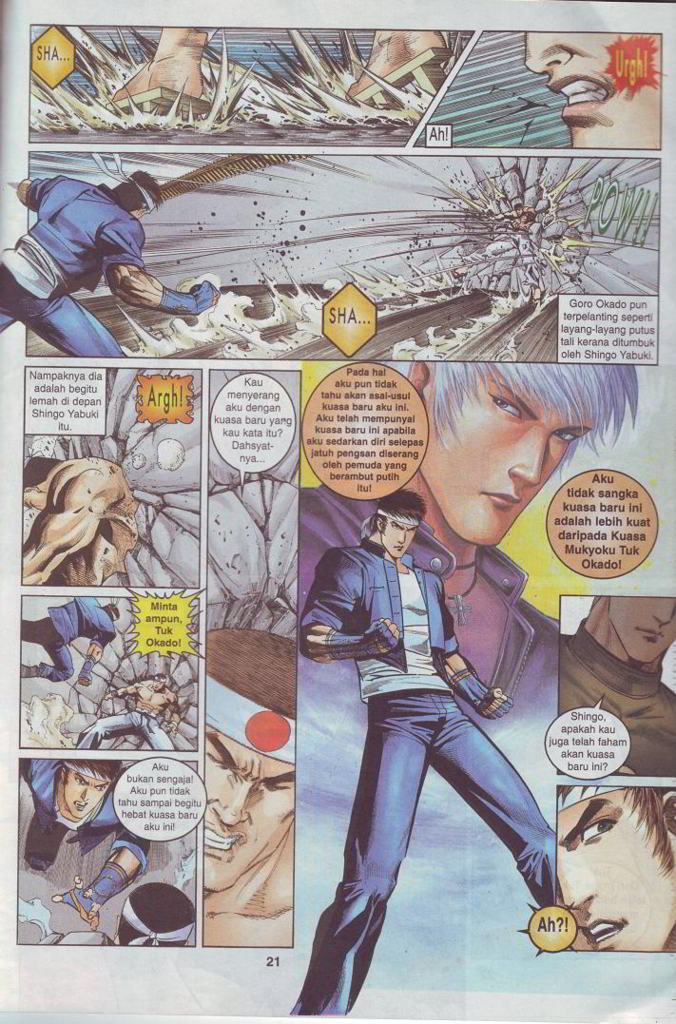 SHA...
Ah!
Urgh!
POW!!
SHA...
Goro Okado pun
terpelanting seperti
layang-layang putus
tali kerana ditumbuk
oleh Shingo Yabuki.
Nampaknya dia
adalah begitu
lemah di depan
Shingo Yabuki
itu.
Argh!
Kau
menyerang
aku dengan
kuasa baru yang
kau kata itu?
Dahsyat-
nya...
Minta
ampun,
Tuk
Okado!
Aku
bukan sengaja!
Aku pun tidak
tahu sampai begitu
hebat kuasa baru
aku ini!
Pada hal
aku pun tidak
tahu akan asal-usul
kuasa baru aku ini.
Aku telah mempunyai
kuasa baru ini apabila
aku sedarkan diri selepas
jatuh pengsan diserang
oleh pemuda yang
berambut putih
itu!
Aku
tidak sangka
kuasa baru ini
adalah lebih kuat
daripada Kuasa
Mukyoku Tuk
Okado!
Shingo,
apakah kau
juga telah faham
akan kuasa
baru ini?
Ah?!
21